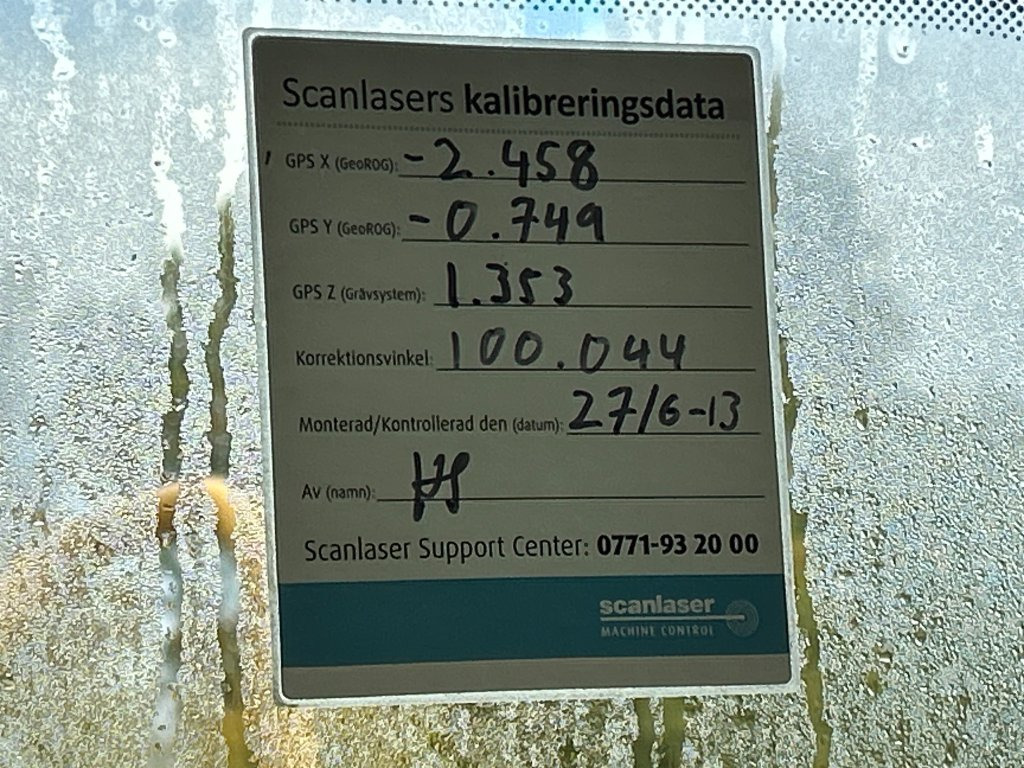 Scanlasers kalibreringsdata
GPS X (GeoROG): -2.458
GPS Y (GeoROG): -0.749
GPS Z (Grävsystem): 1.353
Korrektionsvinkel: 100.044
Monterad/Kontrollerad den (datum): 27/6-13
Av (namn):
Scanlaser Support Center: 0771-93 20 00
scanlaser
MACHINE CONTROL